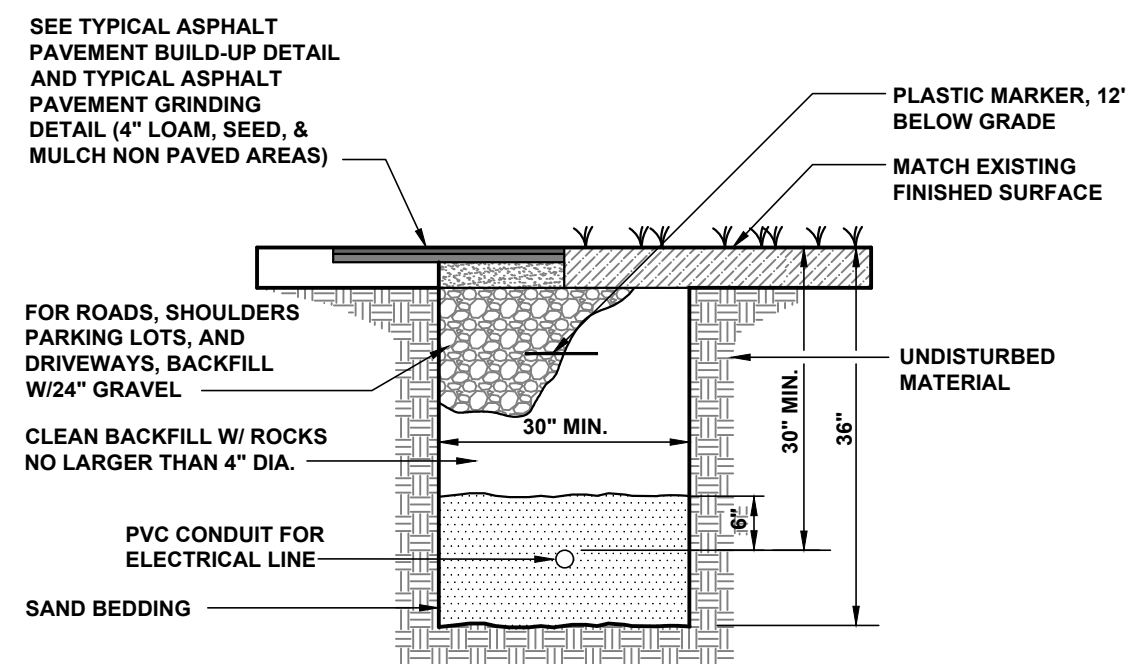 SEE TYPICAL ASPHALT
PAVEMENT BUILD-UP DETAIL
AND TYPICAL ASPHALT
PAVEMENT GRINDING
DETAIL (4" LOAM, SEED, &
MULCH NON PAVED AREAS)
PLASTIC MARKER, 12'
BELOW GRADE
MATCH EXISTING
FINISHED SURFACE
FOR ROADS, SHOULDERS
PARKING LOTS, AND
DRIVEWAYS, BACKFILL
W/24" GRAVEL
UNDISTURBED
MATERIAL
CLEAN BACKFILL W/ ROCKS
NO LARGER THAN 4" DIA.
30" MIN.
30" MIN.
36"
6"
PVC CONDUIT FOR
ELECTRICAL LINE
SAND BEDDING